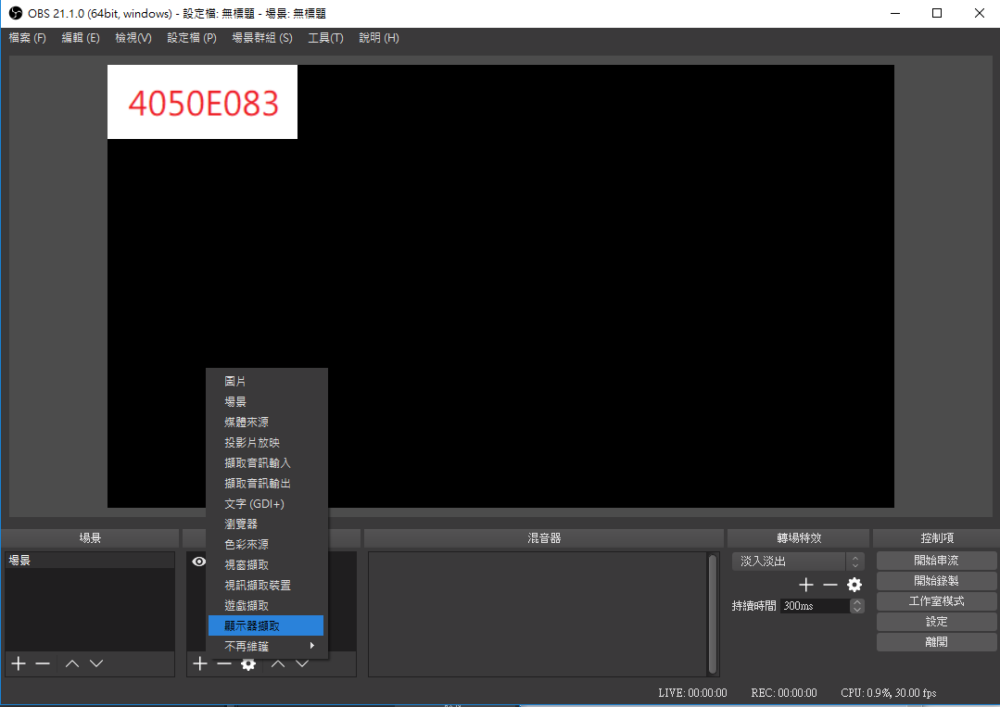 OBS 21.1.0 (64bit, windows) - 設定檔: 無標題 - 場景: 無標題
檔案 (F) 編輯 (E) 檢視(V) 設定檔 (P) 場景群組 (S) 工具(T) 說明 (H)
4050E083
圖片
場景
媒體來源
投影片放映
擷取音訊輸入
擷取音訊輸出
文字 (GDI+)
瀏覽器
色彩來源
視窗擷取
視訊擷取裝置
遊戲擷取
顯示器擷取
不再維護
場景
場景
混音器
轉場特效
淡入淡出
持續時間 300ms
控制項
開始串流
開始錄製
工作室模式
設定
離開
LIVE: 00:00:00 REC: 00:00:00 CPU: 0.9%, 30.00 fps